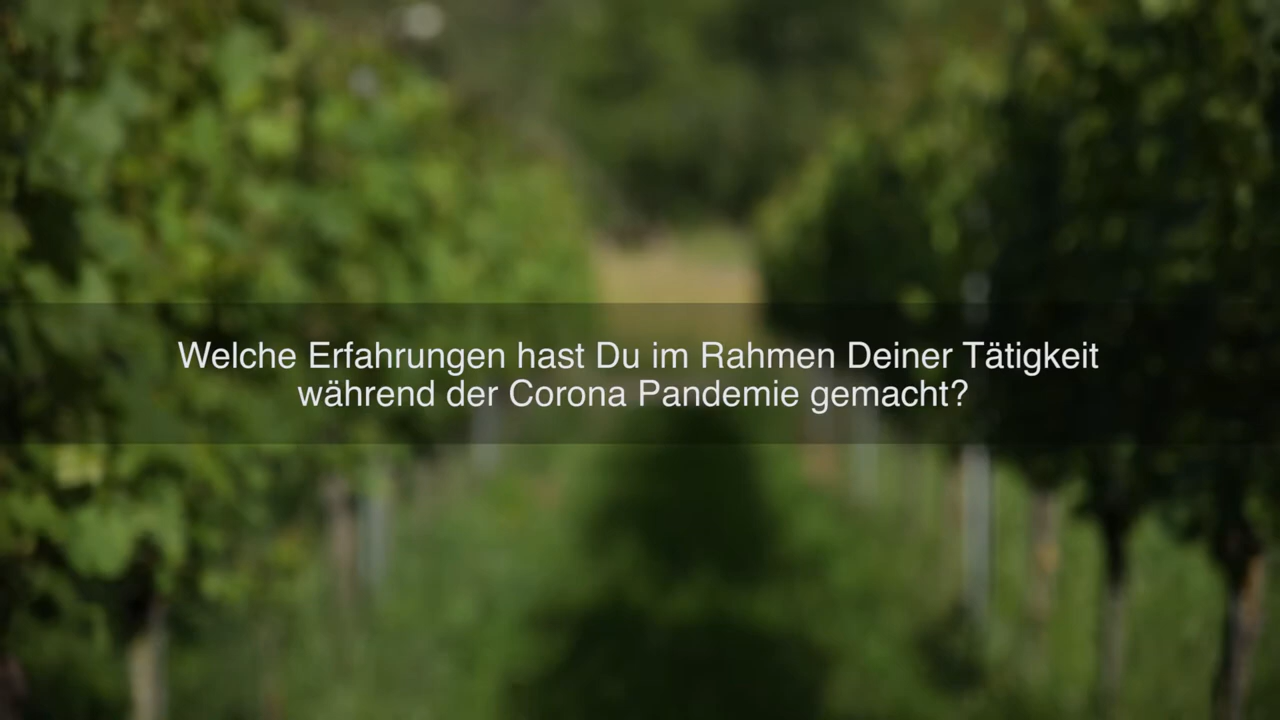 Welche Erfahrungen hast Du im Rahmen Deiner Tätigkeit
während der Corona Pandemie gemacht?